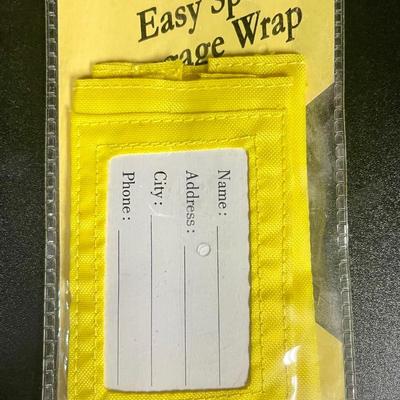 Easy Sp
gage Wrap
Name:
Address:
City:
Phone: